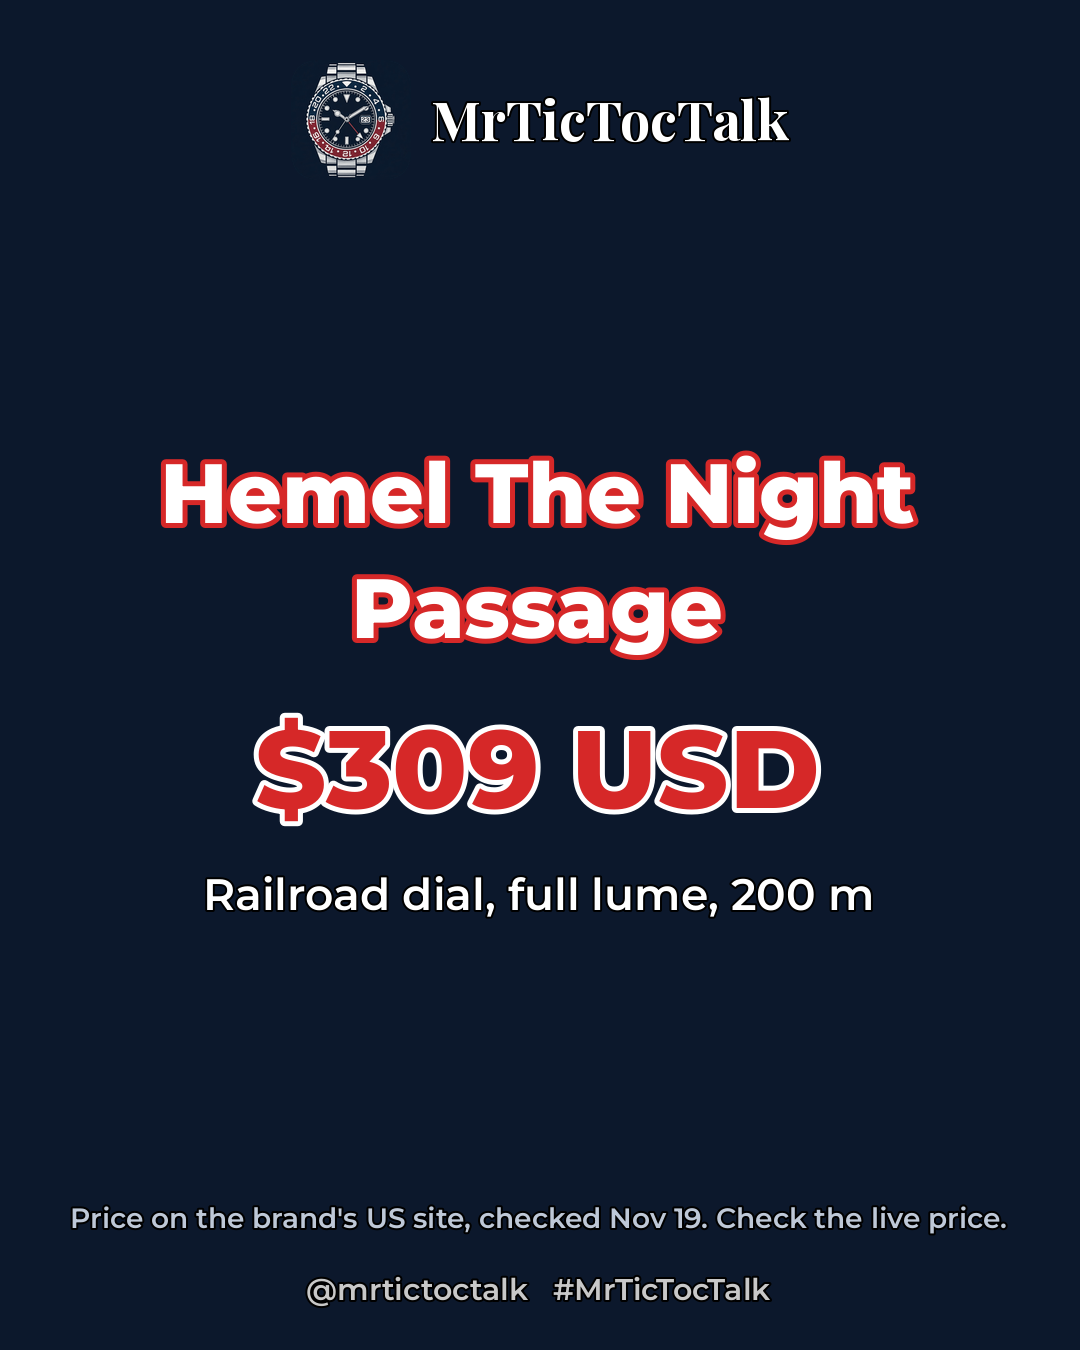 MrTicTocTalk
Hemel The Night
Passage
$309 USD
Railroad dial, full lume, 200 m
Price on the brand's US site, checked Nov 19. Check the live price.
@mrtictoctalk #MrTicTocTalk